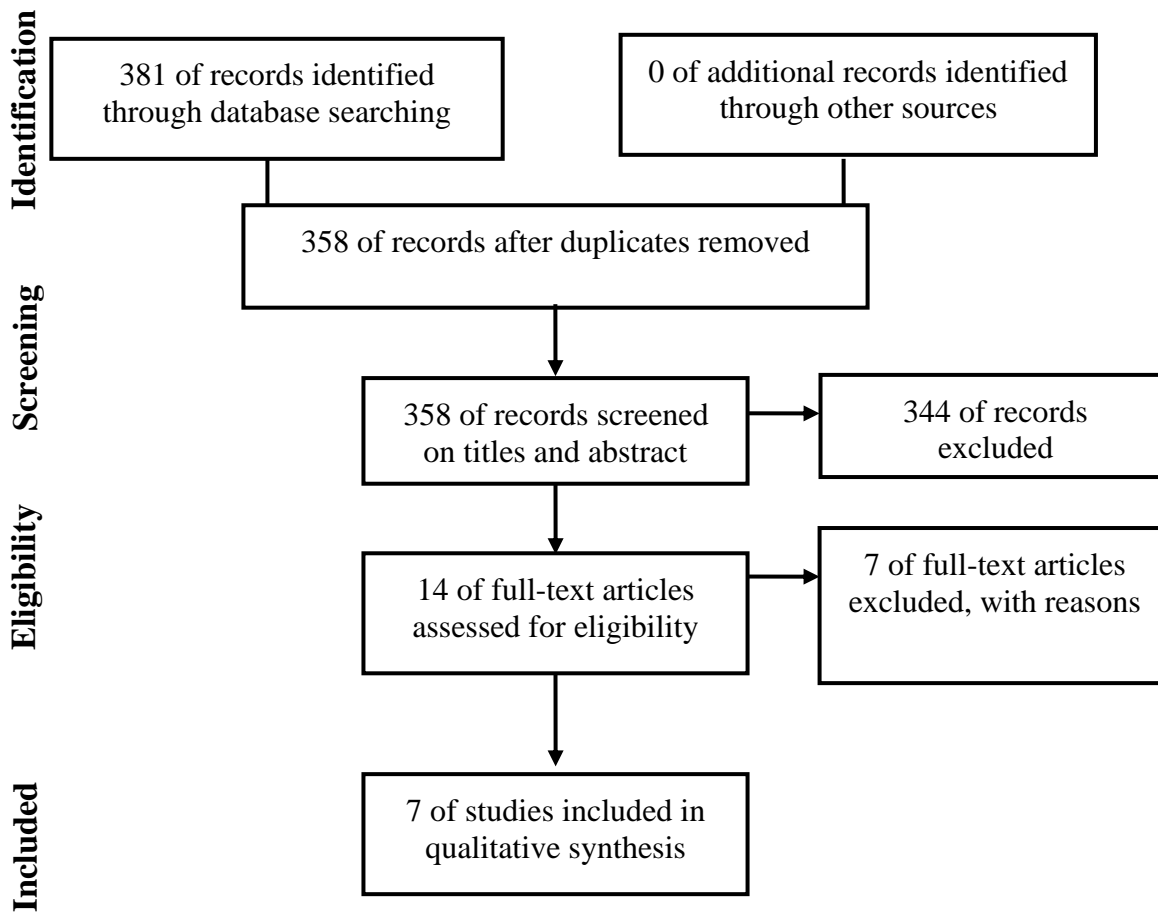 Identification
381 of records identified
through database searching
0 of additional records identified
through other sources
358 of records after duplicates removed
Screening
358 of records screened
on titles and abstract
344 of records
excluded
Eligibility
14 of full-text articles
assessed for eligibility
7 of full-text articles
excluded, with reasons
Included
7 of studies included in
qualitative synthesis